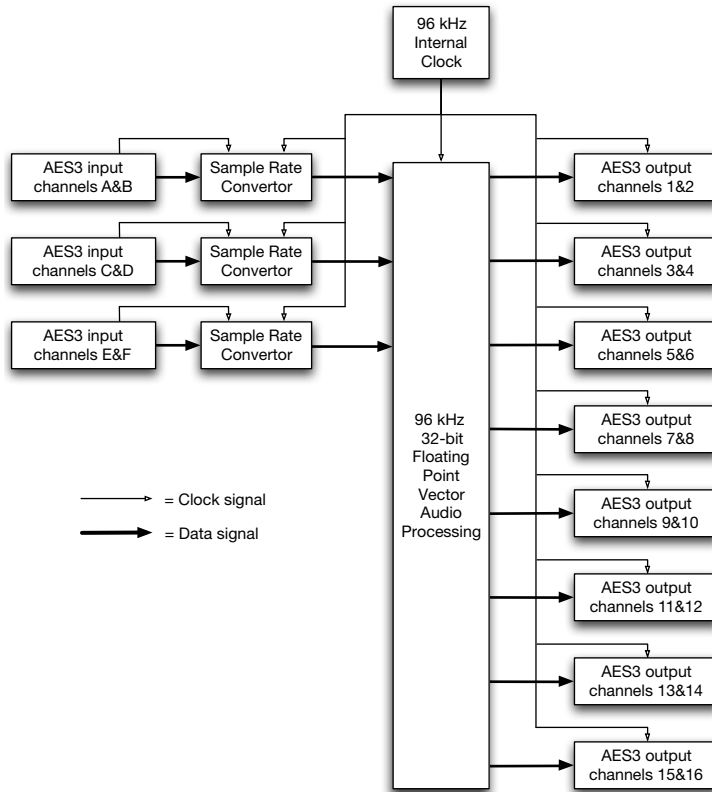 96 kHz
Internal
Clock
AES3 input
channels A&B
Sample Rate
Convertor
AES3 output
channels 1&2
AES3 input
channels C&D
Sample Rate
Convertor
AES3 output
channels 3&4
AES3 input
channels E&F
Sample Rate
Convertor
AES3 output
channels 5&6
96 kHz
32-bit
Floating
Point
Vector
Audio
Processing
AES3 output
channels 7&8
= Clock signal
= Data signal
AES3 output
channels 9&10
AES3 output
channels 11&12
AES3 output
channels 13&14
AES3 output
channels 15&16